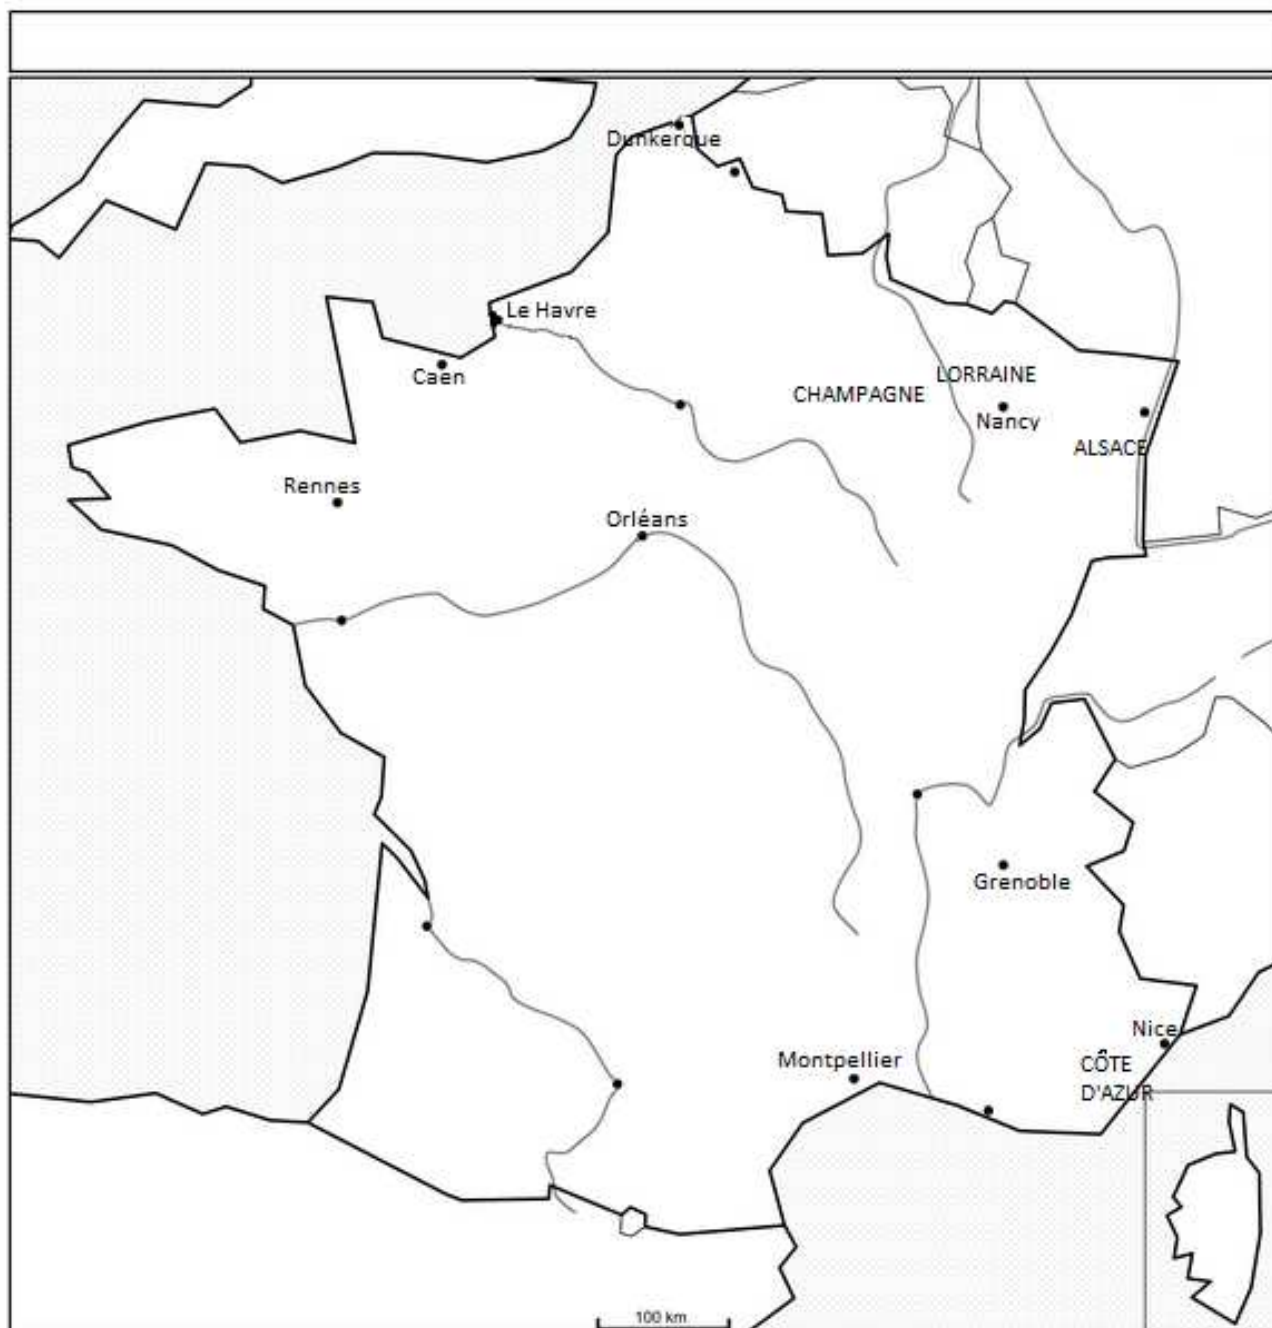 Dunkerque
Le Havre
Caen
LORRAINE
CHAMPAGNE
Nancy
ALSACE
Rennes
Orléans
Grenoble
Nice
Montpellier
CÔTE
D'AZUR
100 km